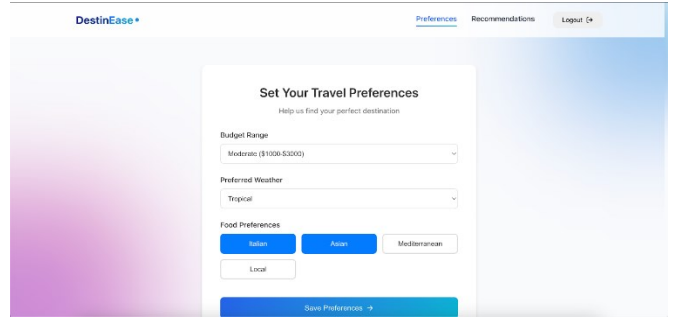 DestinEase
Preferences Recommendations Logout
Set Your Travel Preferences
Help us find your perfect destination
Budget Range
Moderate ($1000-$3000)
Preferred Weather
Tropical
Food Preferences
Italian Asian Mediterranean
Local
Save Preferences →